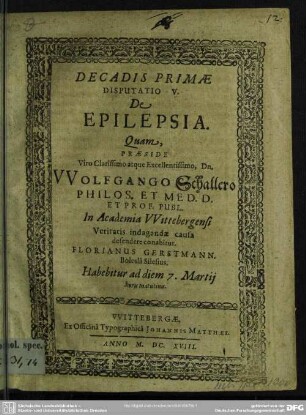 12.
DECADIS PRIMÆ
DISPUTATIO V.
De
EPILEPSIA.
Quam,
PRÆSIDE
Viro Clarissimo atque Excellentissimo, Dn.
VVOLFGANGO Schallero
PHILOS. ET MED. D.
ET PROF. PUBL.
In Academia VVittebergensi
Veritatis indagandæ causa
defendere conabitur
FLORIANUS GERSTMANN,
Silesius.
Habebitur ad diem 7. Martij
horis matutinis.
VVITTEBERGÆ,
Ex Officinâ Typographicâ JOHANNIS MATTHÆI.
ANNO M. DC. XVIII.